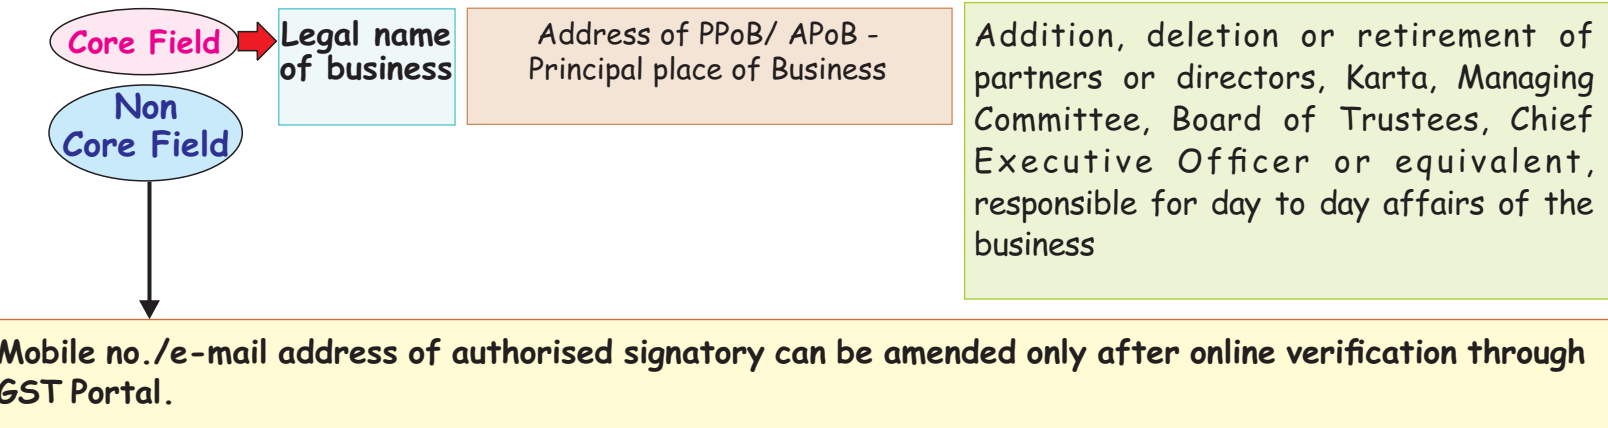 Core Field
Legal name
of business
Address of PPoB/ APoB -
Principal place of Business
Addition, deletion or retirement of
partners or directors, Karta, Managing
Committee, Board of Trustees, Chief
Executive Officer or equivalent,
responsible for day to day affairs of the
business
Non
Core Field
Mobile no./e-mail address of authorised signatory can be amended only after online verification through
GST Portal.